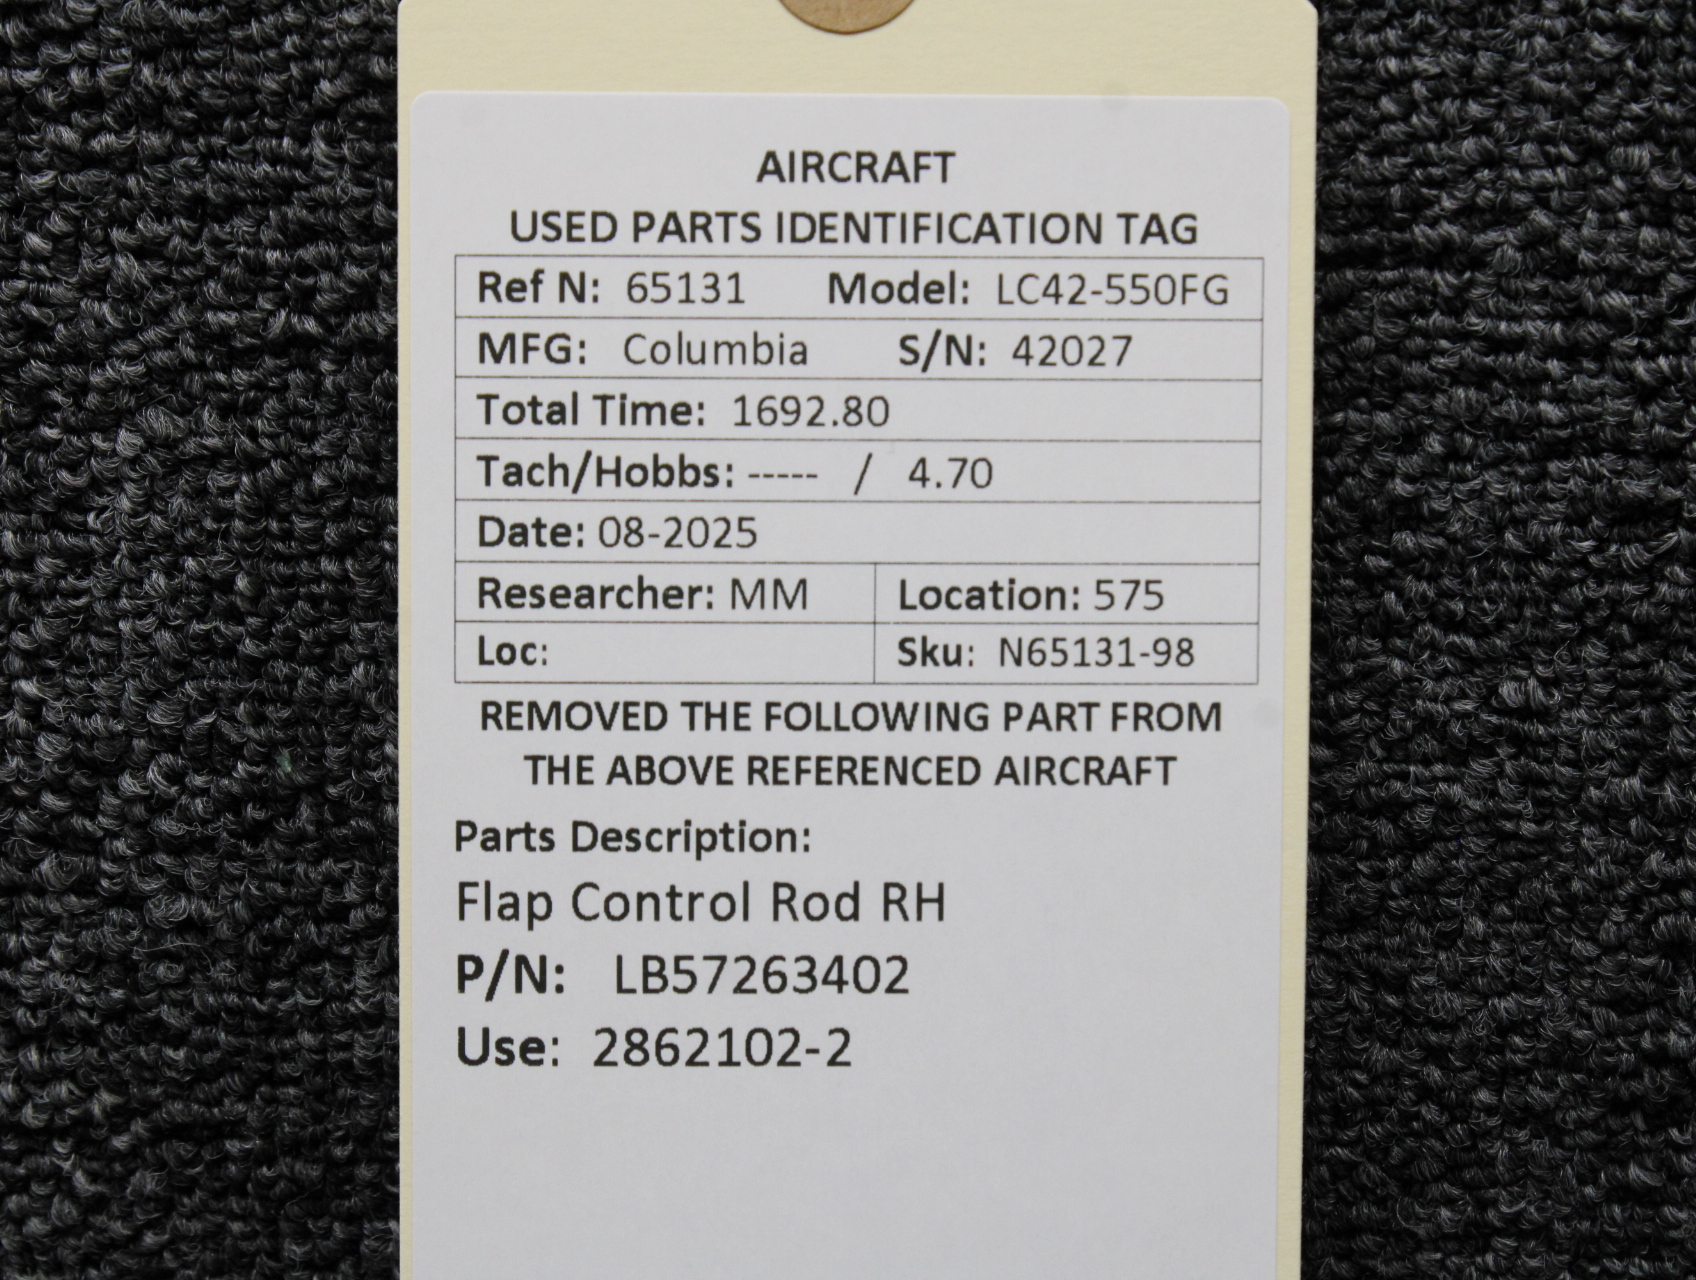 AIRCRAFT
USED PARTS IDENTIFICATION TAG
Ref N: 65131 Model: LC42-550FG
MFG: Columbia S/N: 42027
Total Time: 1692.80
Tach/Hobbs: ----- / 4.70
Date: 08-2025
Researcher: MM Location: 575
Loc: Sku: N65131-98
REMOVED THE FOLLOWING PART FROM
THE ABOVE REFERENCED AIRCRAFT
Parts Description:
Flap Control Rod RH
P/N: LB57263402
Use: 2862102-2